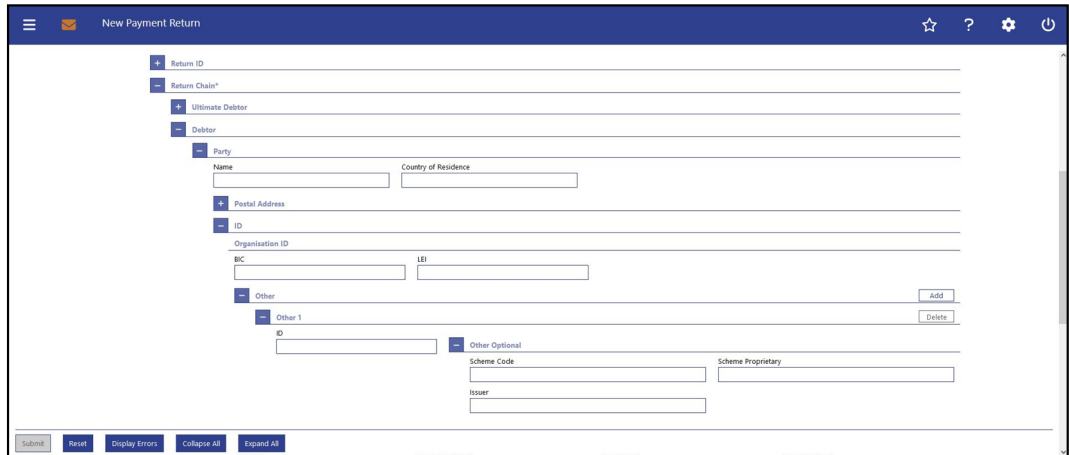 New Payment Return
?
+ Return ID
− Return Chain*
+ Ultimate Debtor
− Debtor
− Party
Name Country of Residence
+ Postal Address
− ID
Organisation ID
BIC LEI
− Other Add
− Other 1 Delete
ID
− Other Optional
Scheme Code Scheme Proprietary
Issuer
Submit Reset Display Errors Collapse All Expand All